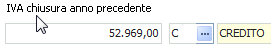 IVA chiusura anno precedente
52.969,00 C ... CREDITO